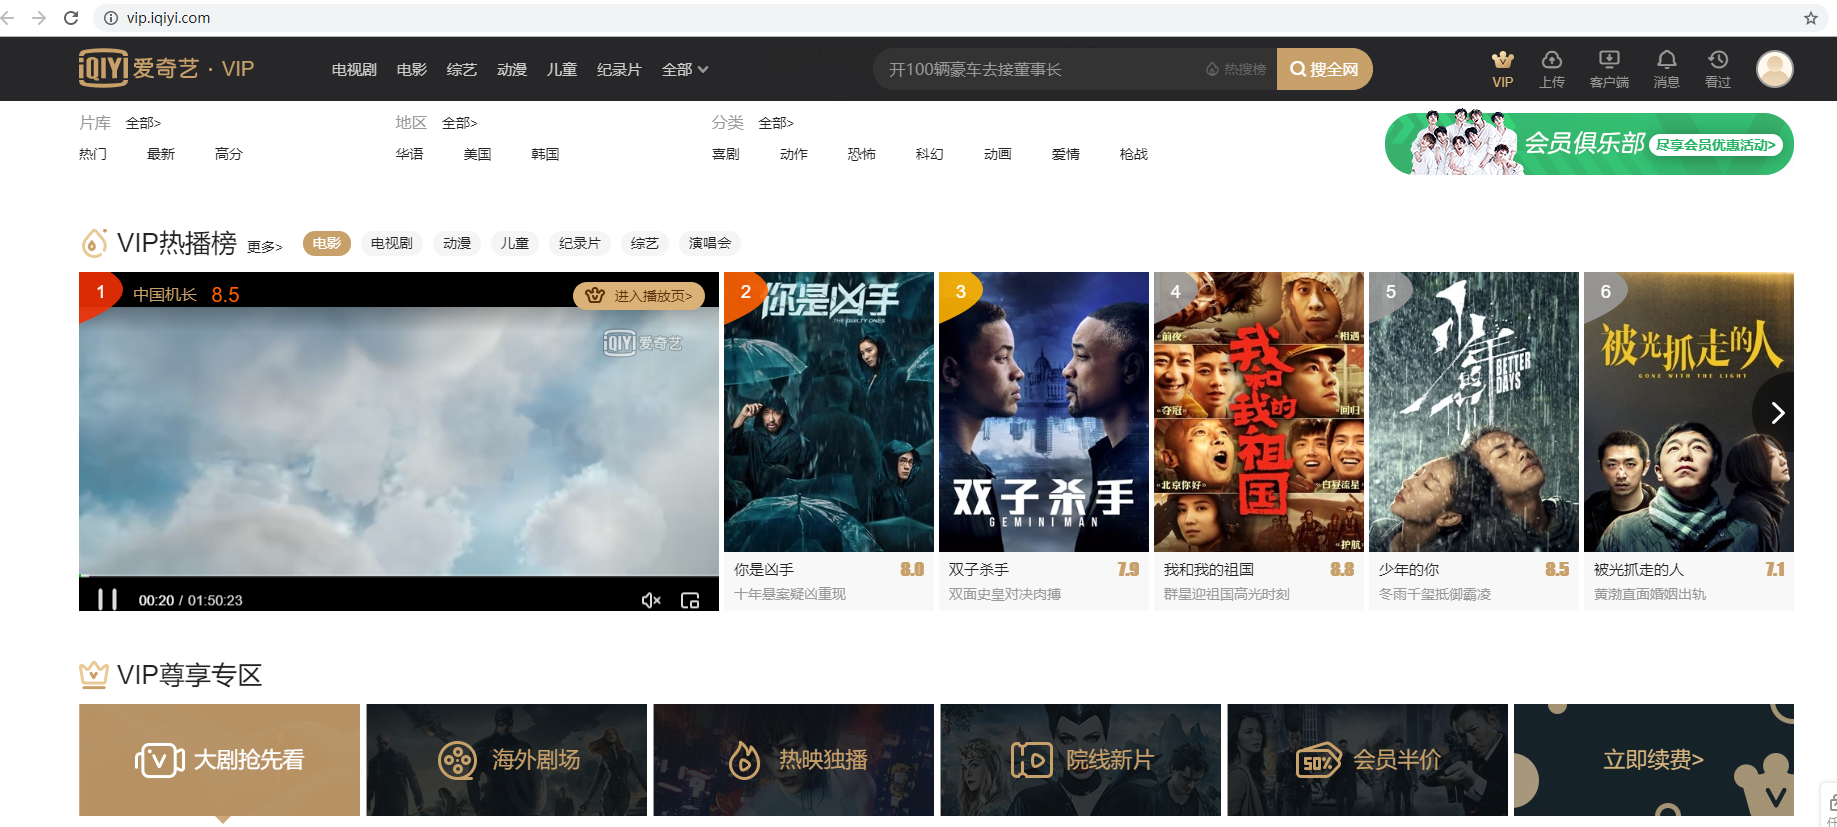 vip.iqiyi.com
iQIYI 爱奇艺 · VIP
电视剧 电影 综艺 动漫 儿童 纪录片 全部
开100辆豪车去接董事长 热搜榜 搜全网
VIP 上传 客户端 消息 看过
片库 全部> 地区 全部> 分类 全部>
热门 最新 高分 华语 美国 韩国 喜剧 动作 恐怖 科幻 动画 爱情 枪战
会员俱乐部 尽享会员优惠活动>
VIP热播榜 更多> 电影 电视剧 动漫 儿童 纪录片 综艺 演唱会
1 中国机长 8.5 进入播放页>
iQIYI 爱奇艺
00:20 / 01:50:23
2
你是凶手
THE GUILTY ONES
你是凶手 8.0
十年悬案疑凶重现
3
双子杀手
GEMINI MAN
双子杀手 7.9
双面史皇对决肉搏
4
«前夜» «相遇»
我和我的祖国
«夺冠» «回归»
«北京你好» «白昼流星»
«护航»
我和我的祖国 8.8
群星迎祖国高光时刻
5
少年的你
BETTER DAYS
少年的你 8.5
冬雨千玺抵御霸凌
6
被光抓走的人
GONE WITH THE LIGHT
被光抓走的人 7.1
黄渤直面婚姻出轨
VIP尊享专区
大剧抢先看 海外剧场 热映独播 院线新片 50% 会员半价 立即续费>